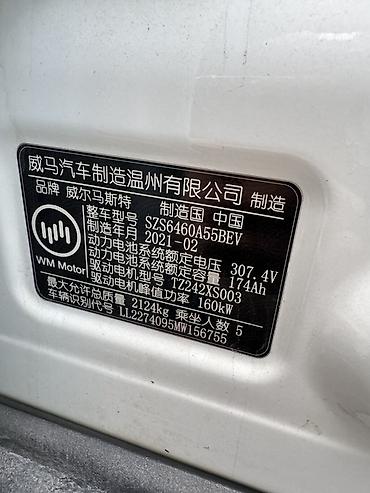 威马汽车制造温州有限公司 制造
品牌 威尔马斯特 制造国 中国
整车型号 SZS6460A55BEV
制造年月 2021-02
动力电池系统额定电压 307.4V
动力电池系统额定容量 174Ah
驱动电机型号 TZ242XS003
驱动电机峰值功率 160kW
最大允许总质量 2124kg 乘坐人数 5
车辆识别代号 LL2274095MW156755
WM Motor